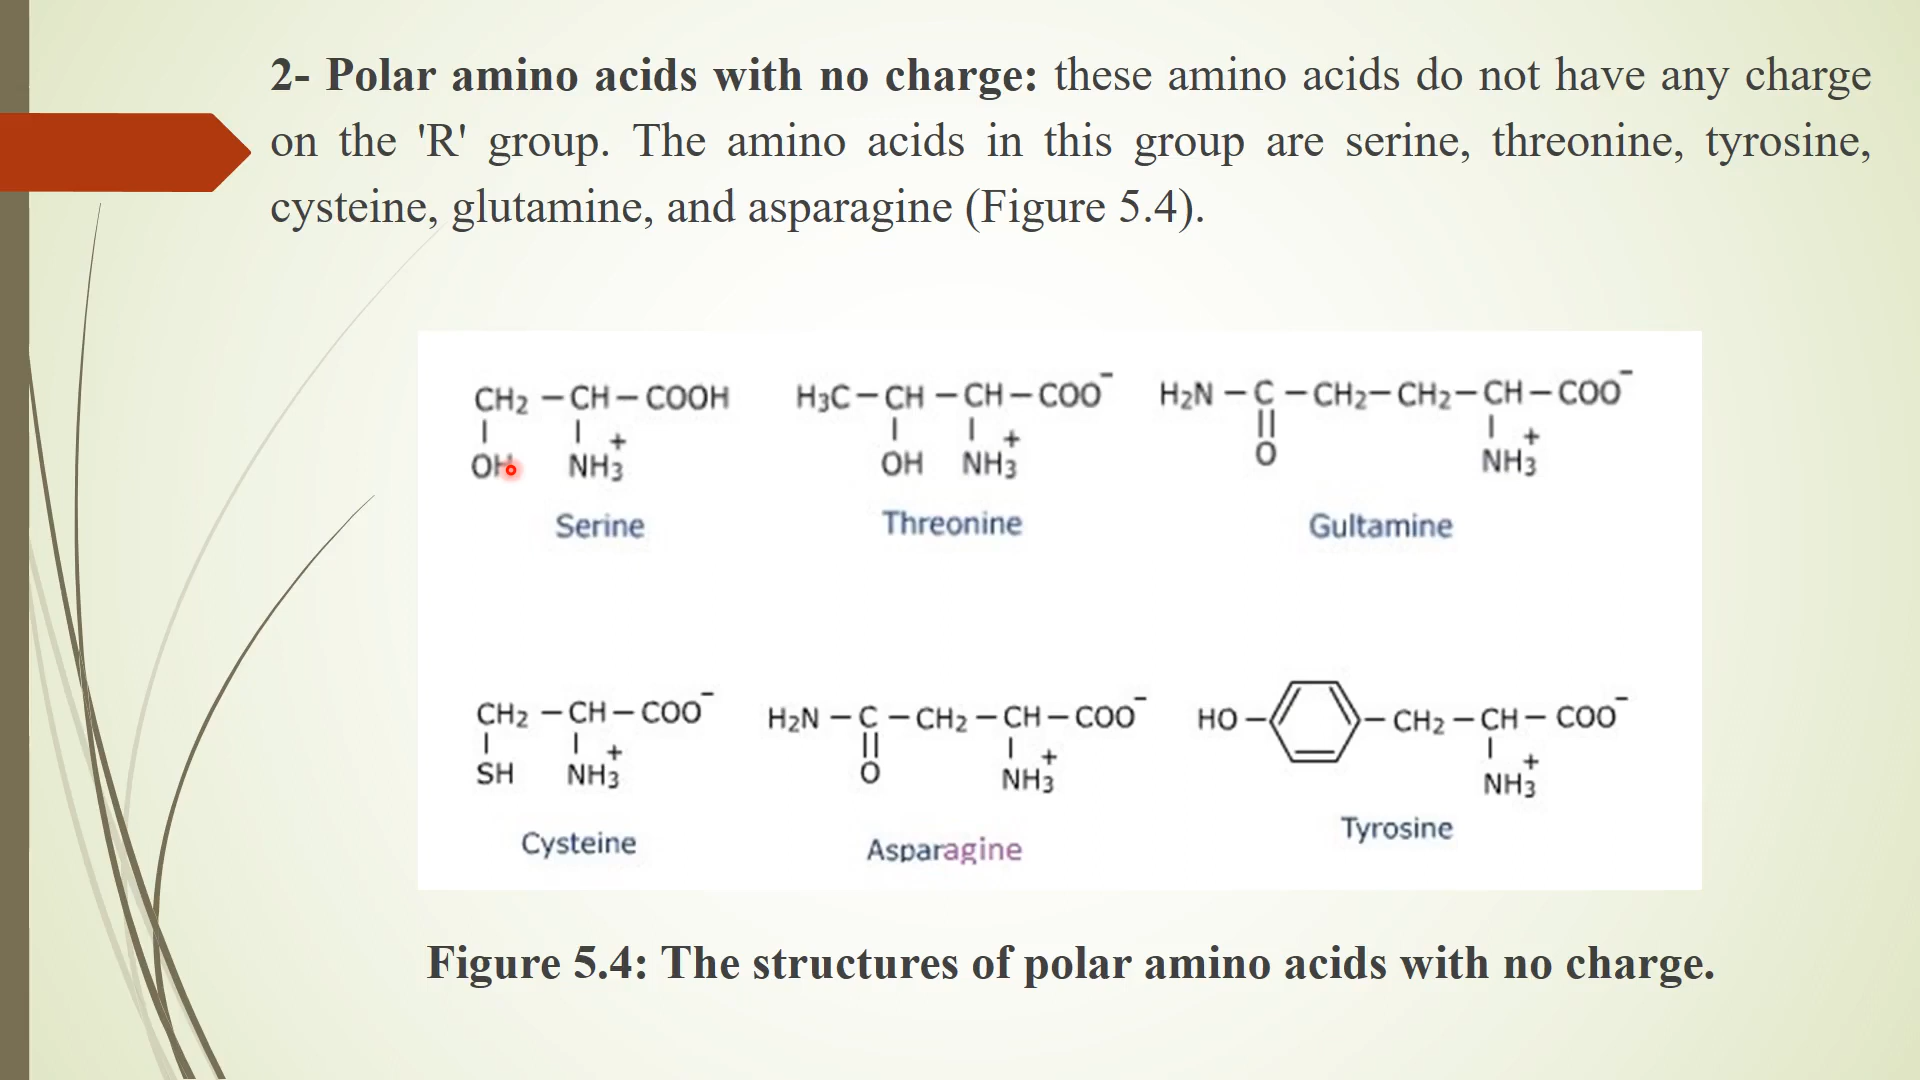 2- Polar amino acids with no charge: these amino acids do not have any charge
on the 'R' group. The amino acids in this group are serine, threonine, tyrosine,
cysteine, glutamine, and asparagine (Figure 5.4).
CH₂ – CH – COOH
OH NH₃⁺
Serine
H₃C – CH – CH – COO⁻
OH NH₃⁺
Threonine
H₂N – C – CH₂ – CH₂ – CH – COO⁻
O NH₃⁺
Gultamine
CH₂ – CH – COO⁻
SH NH₃⁺
Cysteine
H₂N – C – CH₂ – CH – COO⁻
O NH₃⁺
Asparagine
HO – – CH₂ – CH – COO⁻
NH₃⁺
Tyrosine
Figure 5.4: The structures of polar amino acids with no charge.